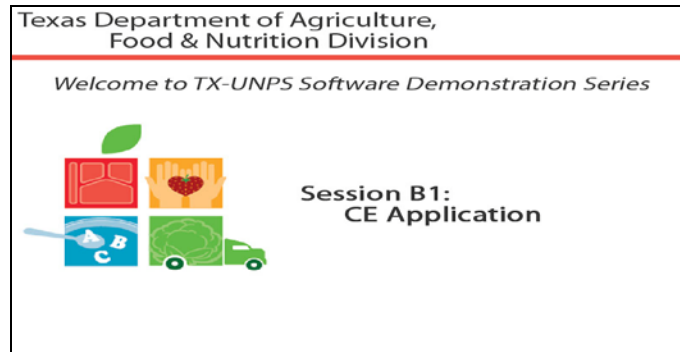 Texas Department of Agriculture,
Food & Nutrition Division
Welcome to TX-UNPS Software Demonstration Series
Session B1:
CE Application
A B
C